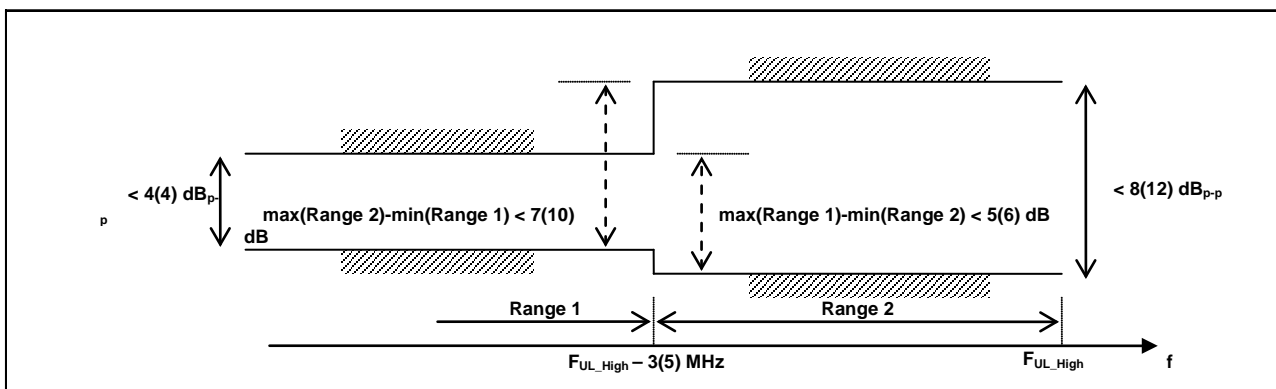 < 4(4) dBp-p
max(Range 2)-min(Range 1) < 7(10) dB
max(Range 1)-min(Range 2) < 5(6) dB
< 8(12) dBp-p
Range 1
Range 2
FUL_High – 3(5) MHz
FUL_High
f